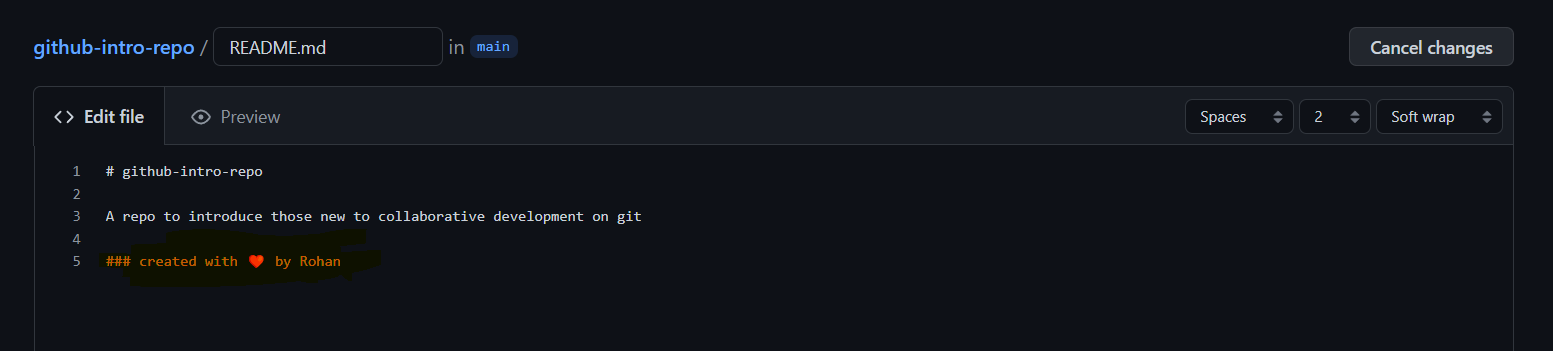 github-intro-repo / README.md in main Cancel changes
Edit file Preview Spaces 2 Soft wrap
1 # github-intro-repo
2
3 A repo to introduce those new to collaborative development on git
4
5 ### created with ❤️ by Rohan